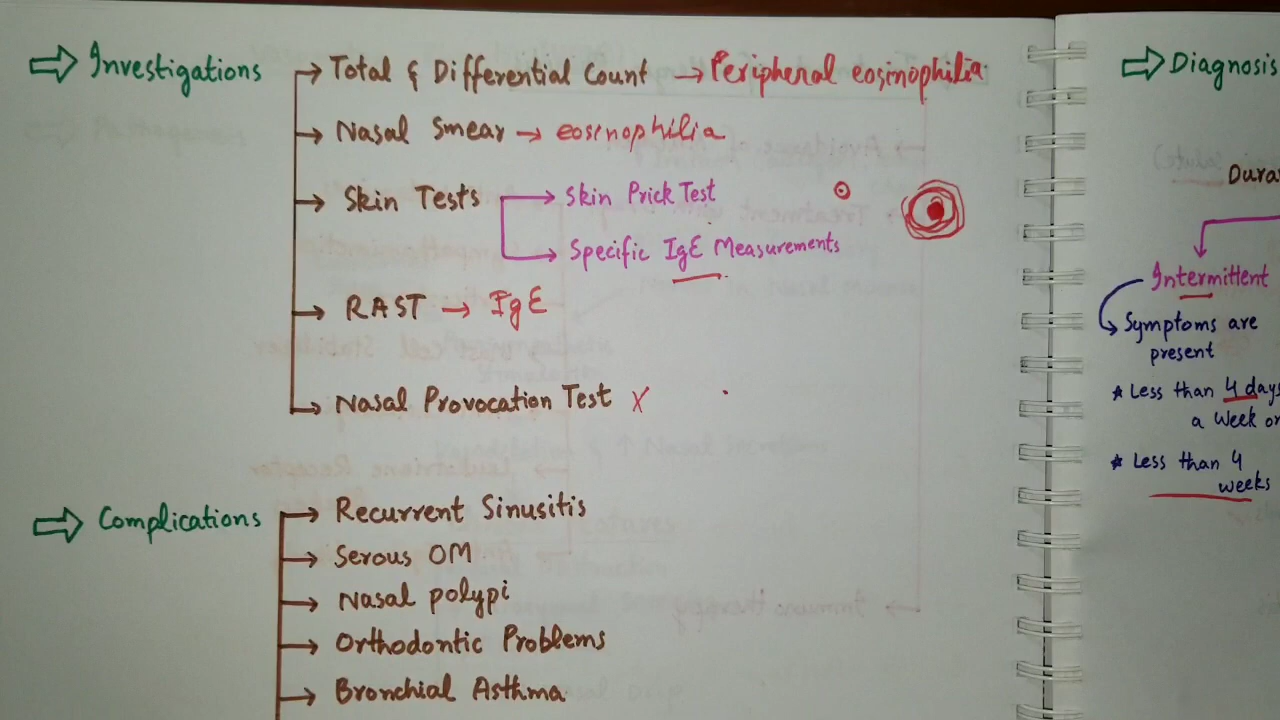 ⇨ Investigations
→ Total & Differential Count → Peripheral eosinophilia
→ Nasal Smear → eosinophilia
→ Skin Tests
→ Skin Prick Test
→ Specific IgE Measurements
→ RAST → IgE
→ Nasal Provocation Test X
⇨ Complications
→ Recurrent Sinusitis
→ Serous OM
→ Nasal polypi
→ Orthodontic Problems
→ Bronchial Asthma
⇨ Diagnosis
Dura
Intermittent
Symptoms are
present
* Less than 4 days
a week or
* Less than 4
weeks